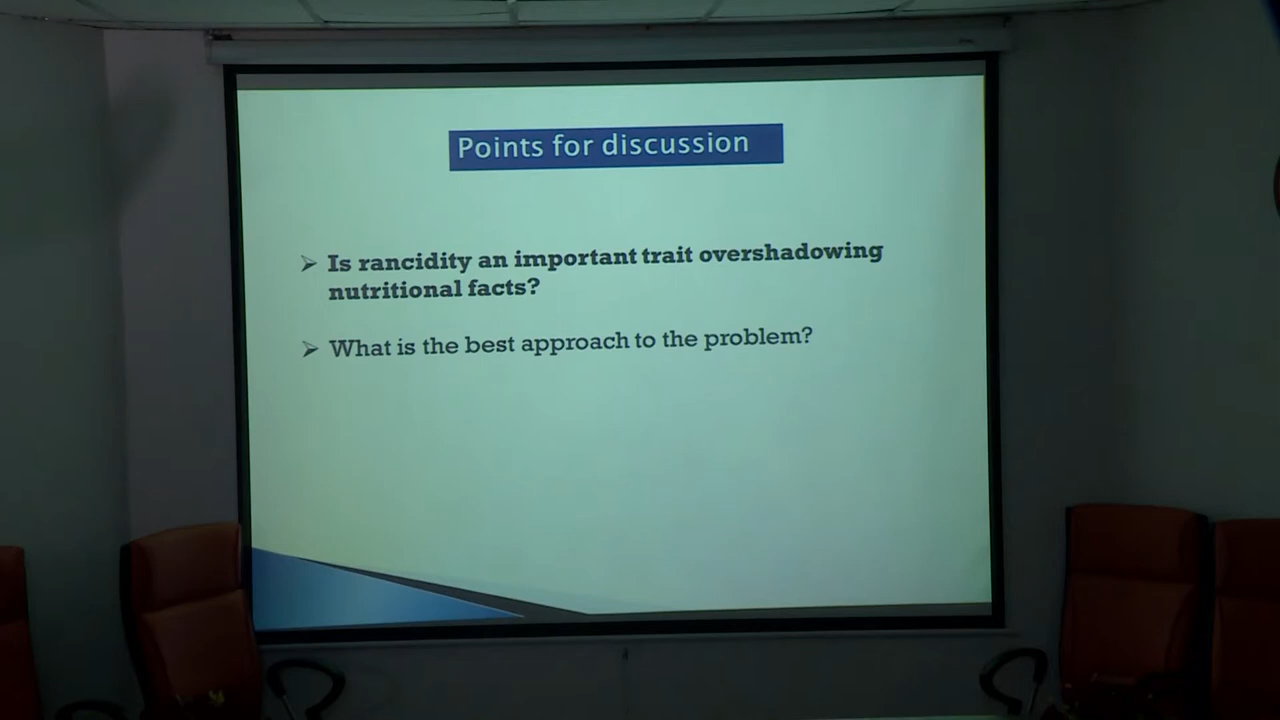 Points for discussion
Is rancidity an important trait overshadowing
nutritional facts?
What is the best approach to the problem?